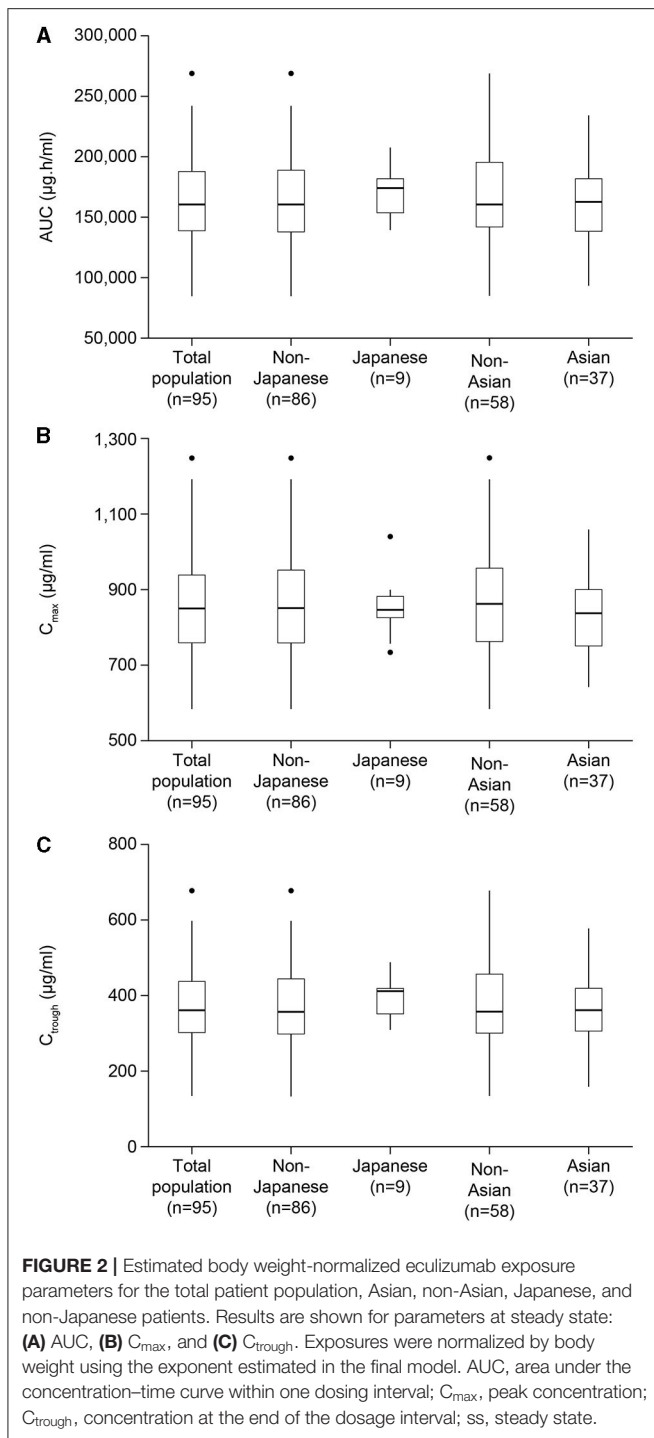 A
300,000
250,000
200,000
150,000
100,000
50,000
AUC (µg.h/ml)
Total
population
(n=95)
Non-
Japanese
(n=86)
Japanese
(n=9)
Non-
Asian
(n=58)
Asian
(n=37)
B
1,300
1,100
900
700
500
Cmax (µg/ml)
Total
population
(n=95)
Non-
Japanese
(n=86)
Japanese
(n=9)
Non-
Asian
(n=58)
Asian
(n=37)
C
800
600
400
200
0
Ctrough (µg/ml)
Total
population
(n=95)
Non-
Japanese
(n=86)
Japanese
(n=9)
Non-
Asian
(n=58)
Asian
(n=37)
FIGURE 2 | Estimated body weight-normalized eculizumab exposure
parameters for the total patient population, Asian, non-Asian, Japanese, and
non-Japanese patients. Results are shown for parameters at steady state:
(A) AUC, (B) Cmax, and (C) Ctrough. Exposures were normalized by body
weight using the exponent estimated in the final model. AUC, area under the
concentration–time curve within one dosing interval; Cmax, peak concentration;
Ctrough, concentration at the end of the dosage interval; ss, steady state.